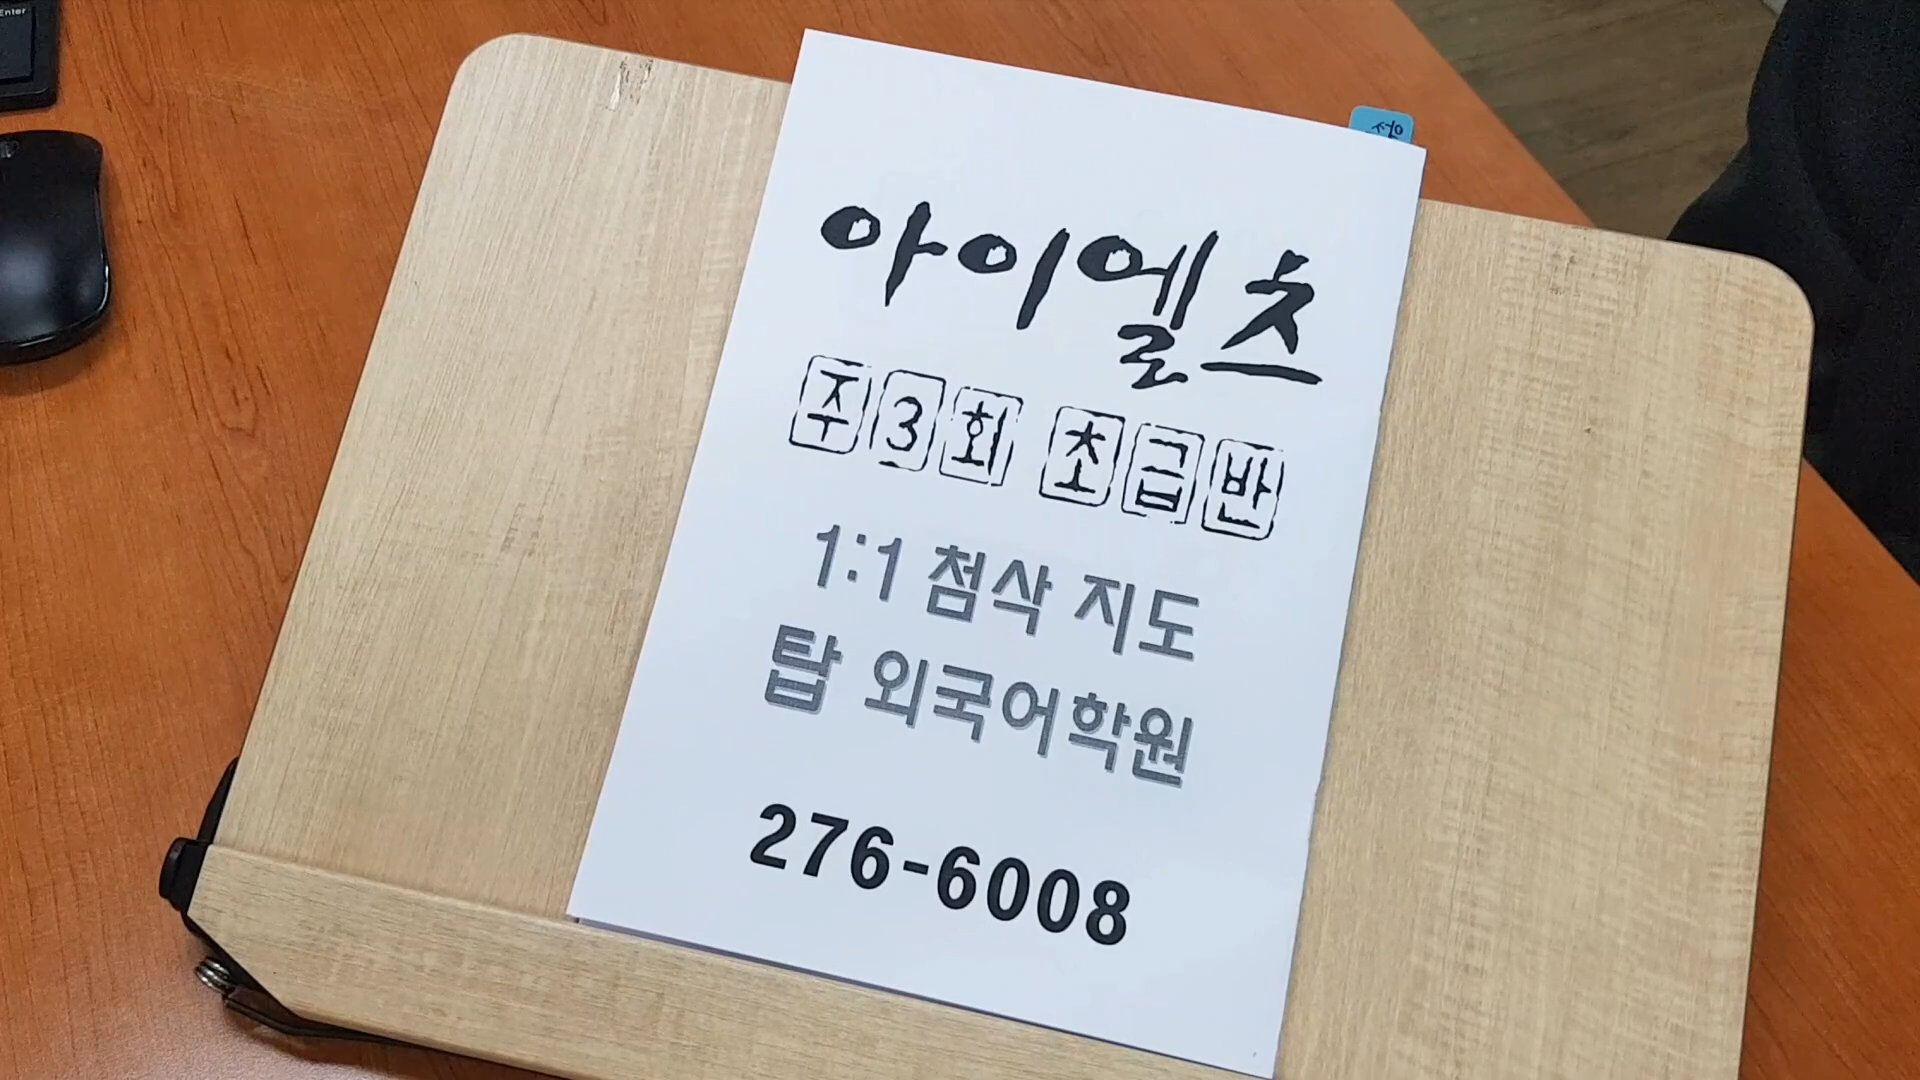 Enter
아이엘츠
주3회 초급반
1:1 첨삭 지도
탑 외국어학원
276-6008